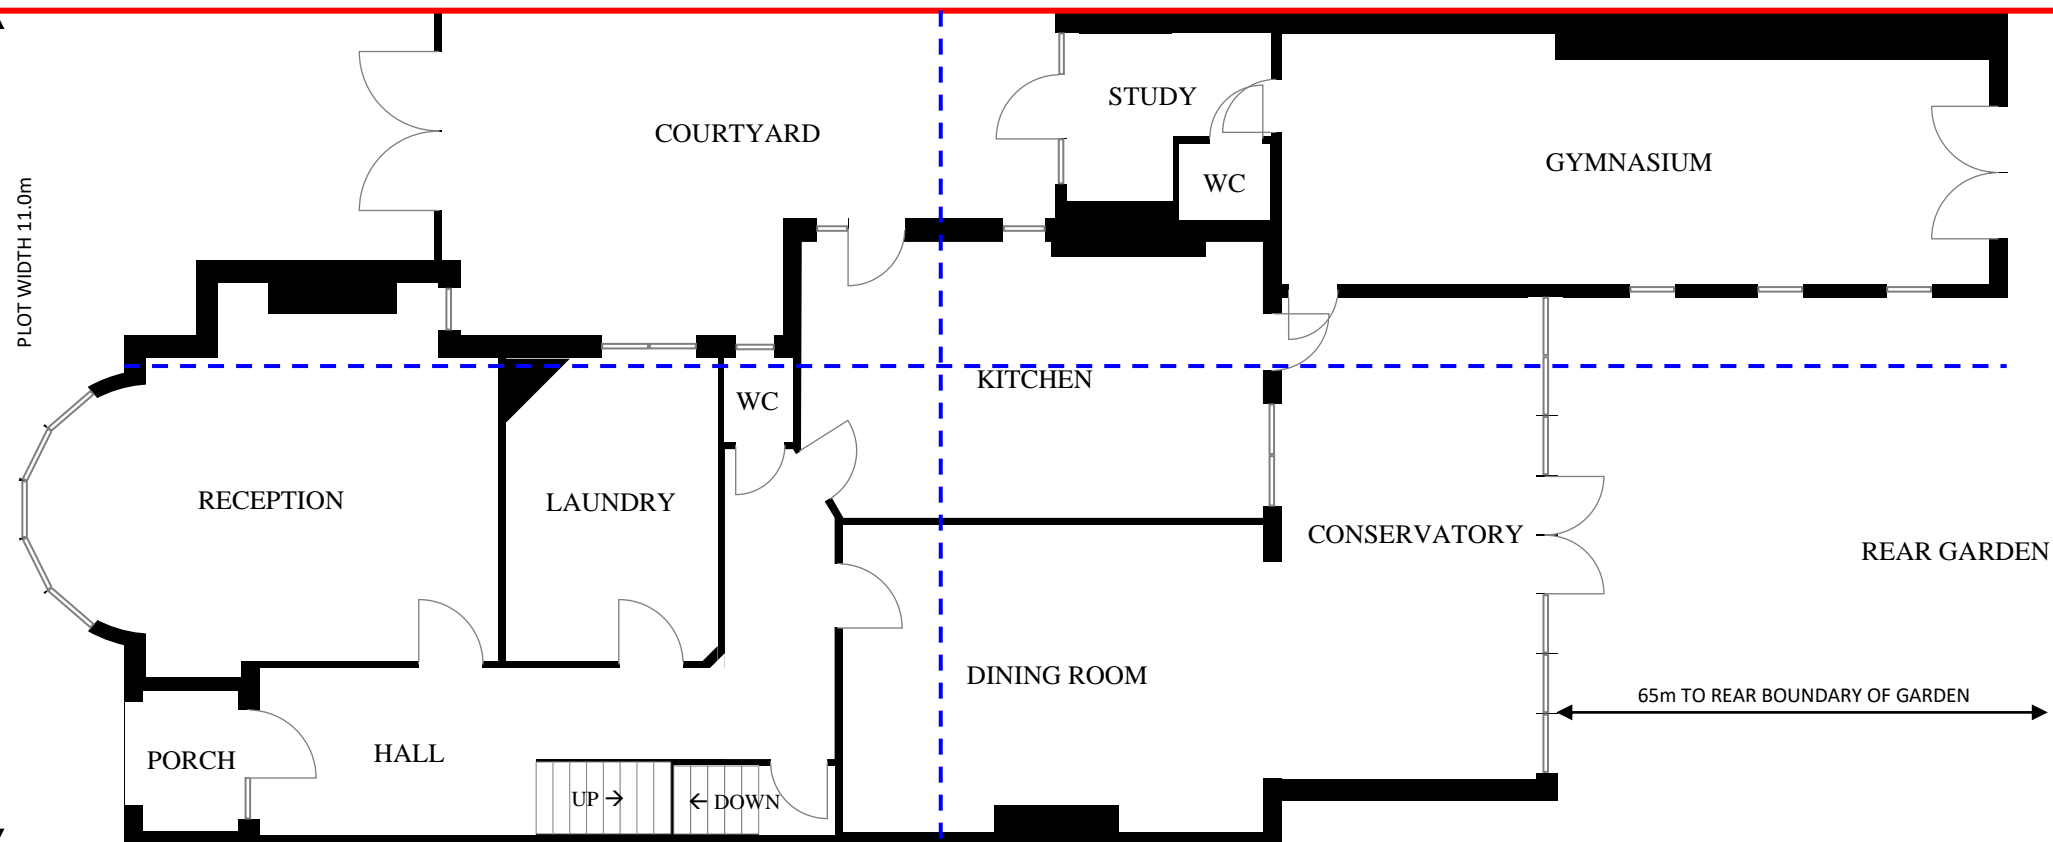 STUDY
COURTYARD
GYMNASIUM
WC
PLOT WIDTH 11.0m
KITCHEN
WC
RECEPTION
LAUNDRY
CONSERVATORY
REAR GARDEN
DINING ROOM
65m TO REAR BOUNDARY OF GARDEN
PORCH
HALL
UP →
← DOWN